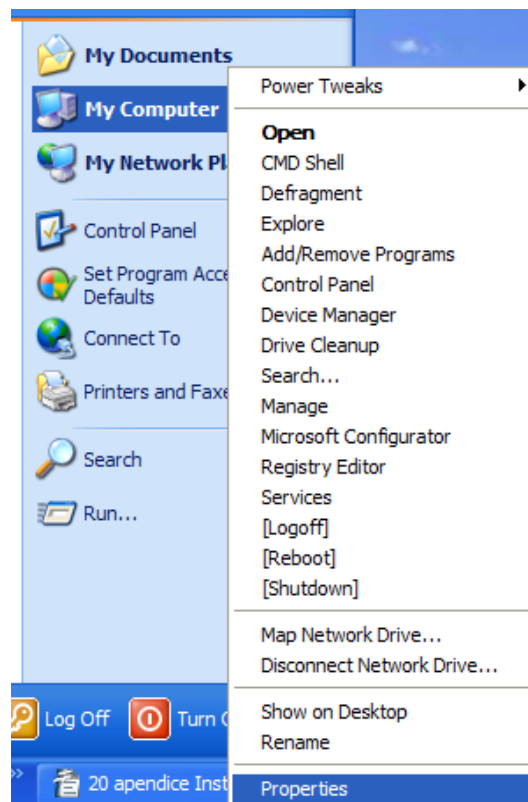 My Documents
My Computer
My Network Pl
Control Panel
Set Program Acce
Defaults
Connect To
Printers and Faxe
Search
Run...
Log Off
Turn
20 apendice Inst
Power Tweaks
Open
CMD Shell
Defragment
Explore
Add/Remove Programs
Control Panel
Device Manager
Drive Cleanup
Search...
Manage
Microsoft Configurator
Registry Editor
Services
[Logoff]
[Reboot]
[Shutdown]
Map Network Drive...
Disconnect Network Drive...
Show on Desktop
Rename
Properties